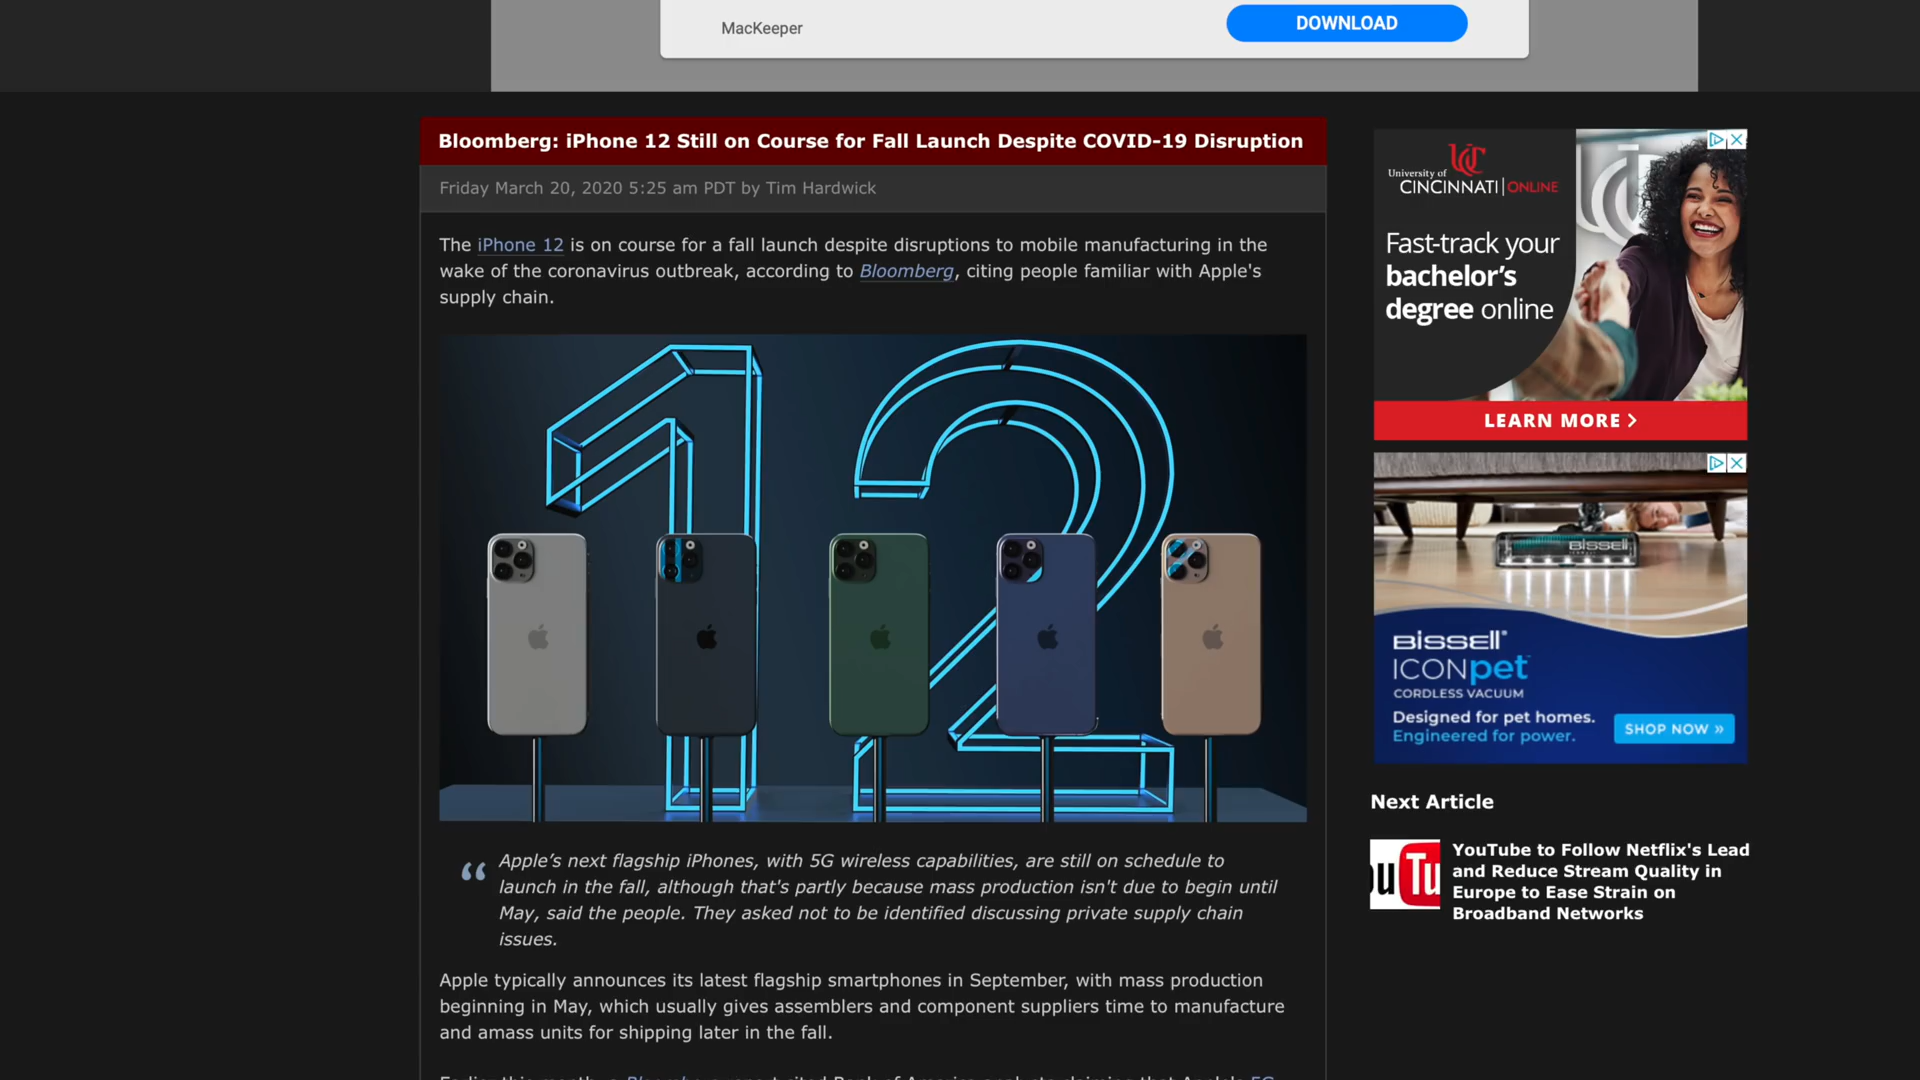 MacKeeper
DOWNLOAD
Bloomberg: iPhone 12 Still on Course for Fall Launch Despite COVID-19 Disruption
Friday March 20, 2020 5:25 am PDT by Tim Hardwick
The iPhone 12 is on course for a fall launch despite disruptions to mobile manufacturing in the
wake of the coronavirus outbreak, according to Bloomberg, citing people familiar with Apple's
supply chain.
“ Apple’s next flagship iPhones, with 5G wireless capabilities, are still on schedule to
launch in the fall, although that's partly because mass production isn't due to begin until
May, said the people. They asked not to be identified discussing private supply chain
issues.
Apple typically announces its latest flagship smartphones in September, with mass production
beginning in May, which usually gives assemblers and component suppliers time to manufacture
and amass units for shipping later in the fall.
University of
CINCINNATI | ONLINE
Fast-track your
bachelor’s
degree online
LEARN MORE >
BISSELL
BISSELL®
ICONpet™
CORDLESS VACUUM
Designed for pet homes.
Engineered for power.
SHOP NOW »
Next Article
YouTube to Follow Netflix's Lead
and Reduce Stream Quality in
Europe to Ease Strain on
Broadband Networks